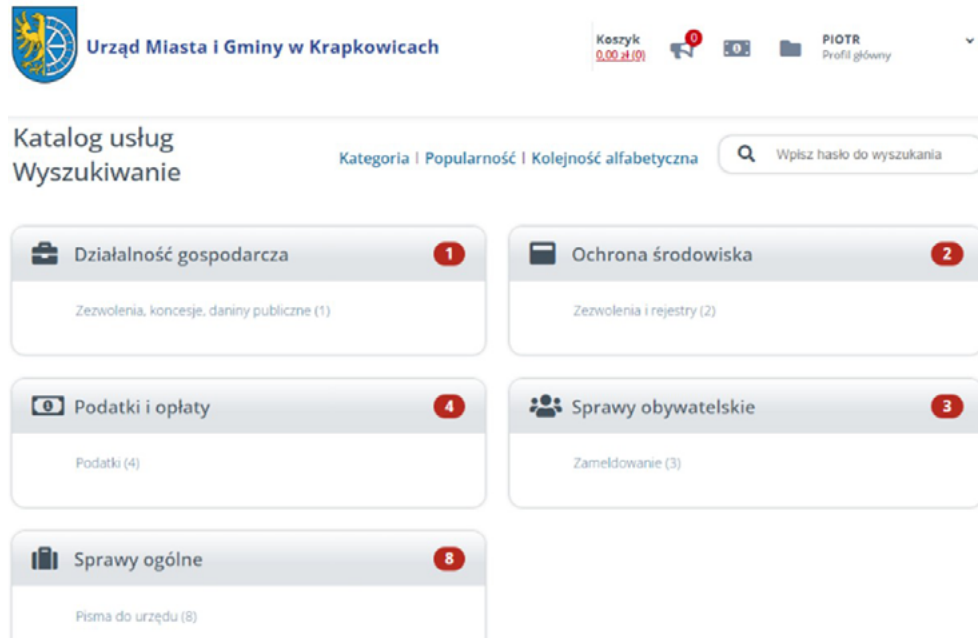 Urząd Miasta i Gminy w Krapkowicach
Koszyk
0,00 zł (0)
0
PIOTR
Profil główny
Katalog usług
Wyszukiwanie
Kategoria | Popularność | Kolejność alfabetyczna
Wpisz hasło do wyszukania
Działalność gospodarcza 1
Zezwolenia, koncesje, daniny publiczne (1)
Ochrona środowiska 2
Zezwolenia i rejestry (2)
Podatki i opłaty 4
Podatki (4)
Sprawy obywatelskie 3
Zameldowanie (3)
Sprawy ogólne 8
Pisma do urzędu (8)